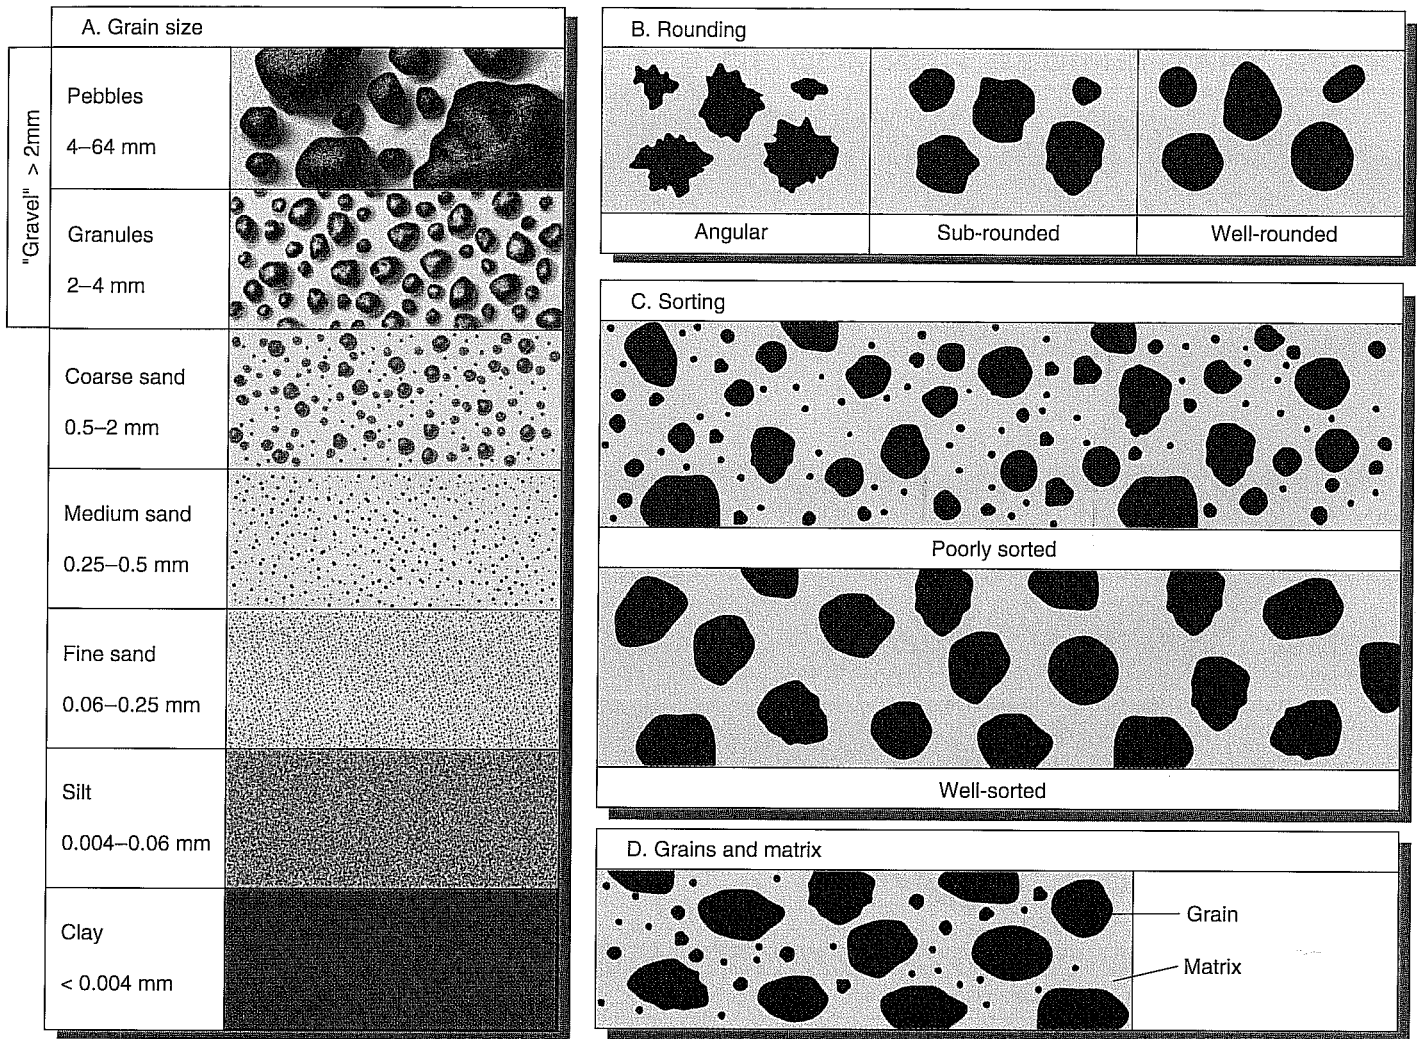 A. Grain size
"Gravel" > 2mm
Pebbles
4–64 mm
Granules
2–4 mm
Coarse sand
0.5–2 mm
Medium sand
0.25–0.5 mm
Fine sand
0.06–0.25 mm
Silt
0.004–0.06 mm
Clay
< 0.004 mm
B. Rounding
Angular
Sub-rounded
Well-rounded
C. Sorting
Poorly sorted
Well-sorted
D. Grains and matrix
Grain
Matrix